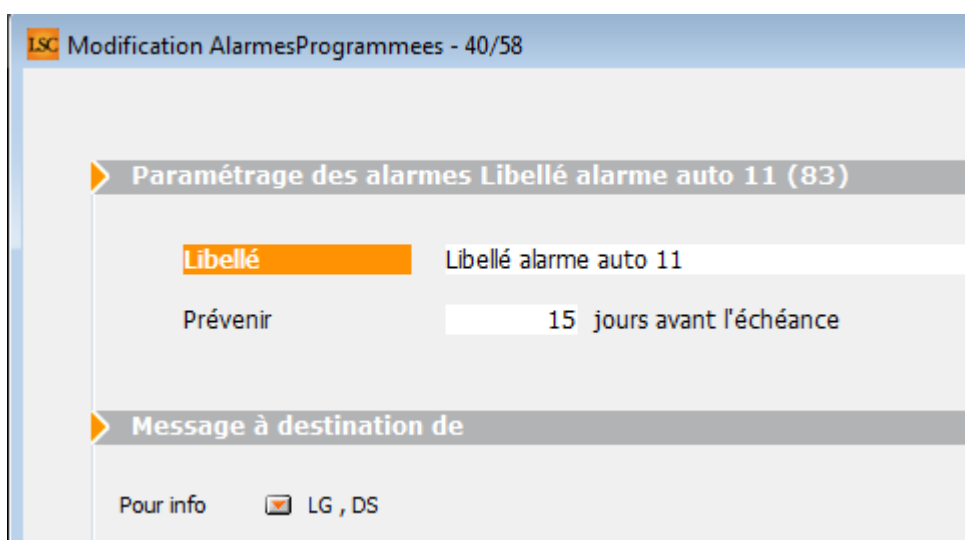 LSC Modification AlarmesProgrammees - 40/58
Paramétrage des alarmes Libellé alarme auto 11 (83)
Libellé Libellé alarme auto 11
Prévenir 15 jours avant l'échéance
Message à destination de
Pour info LG , DS